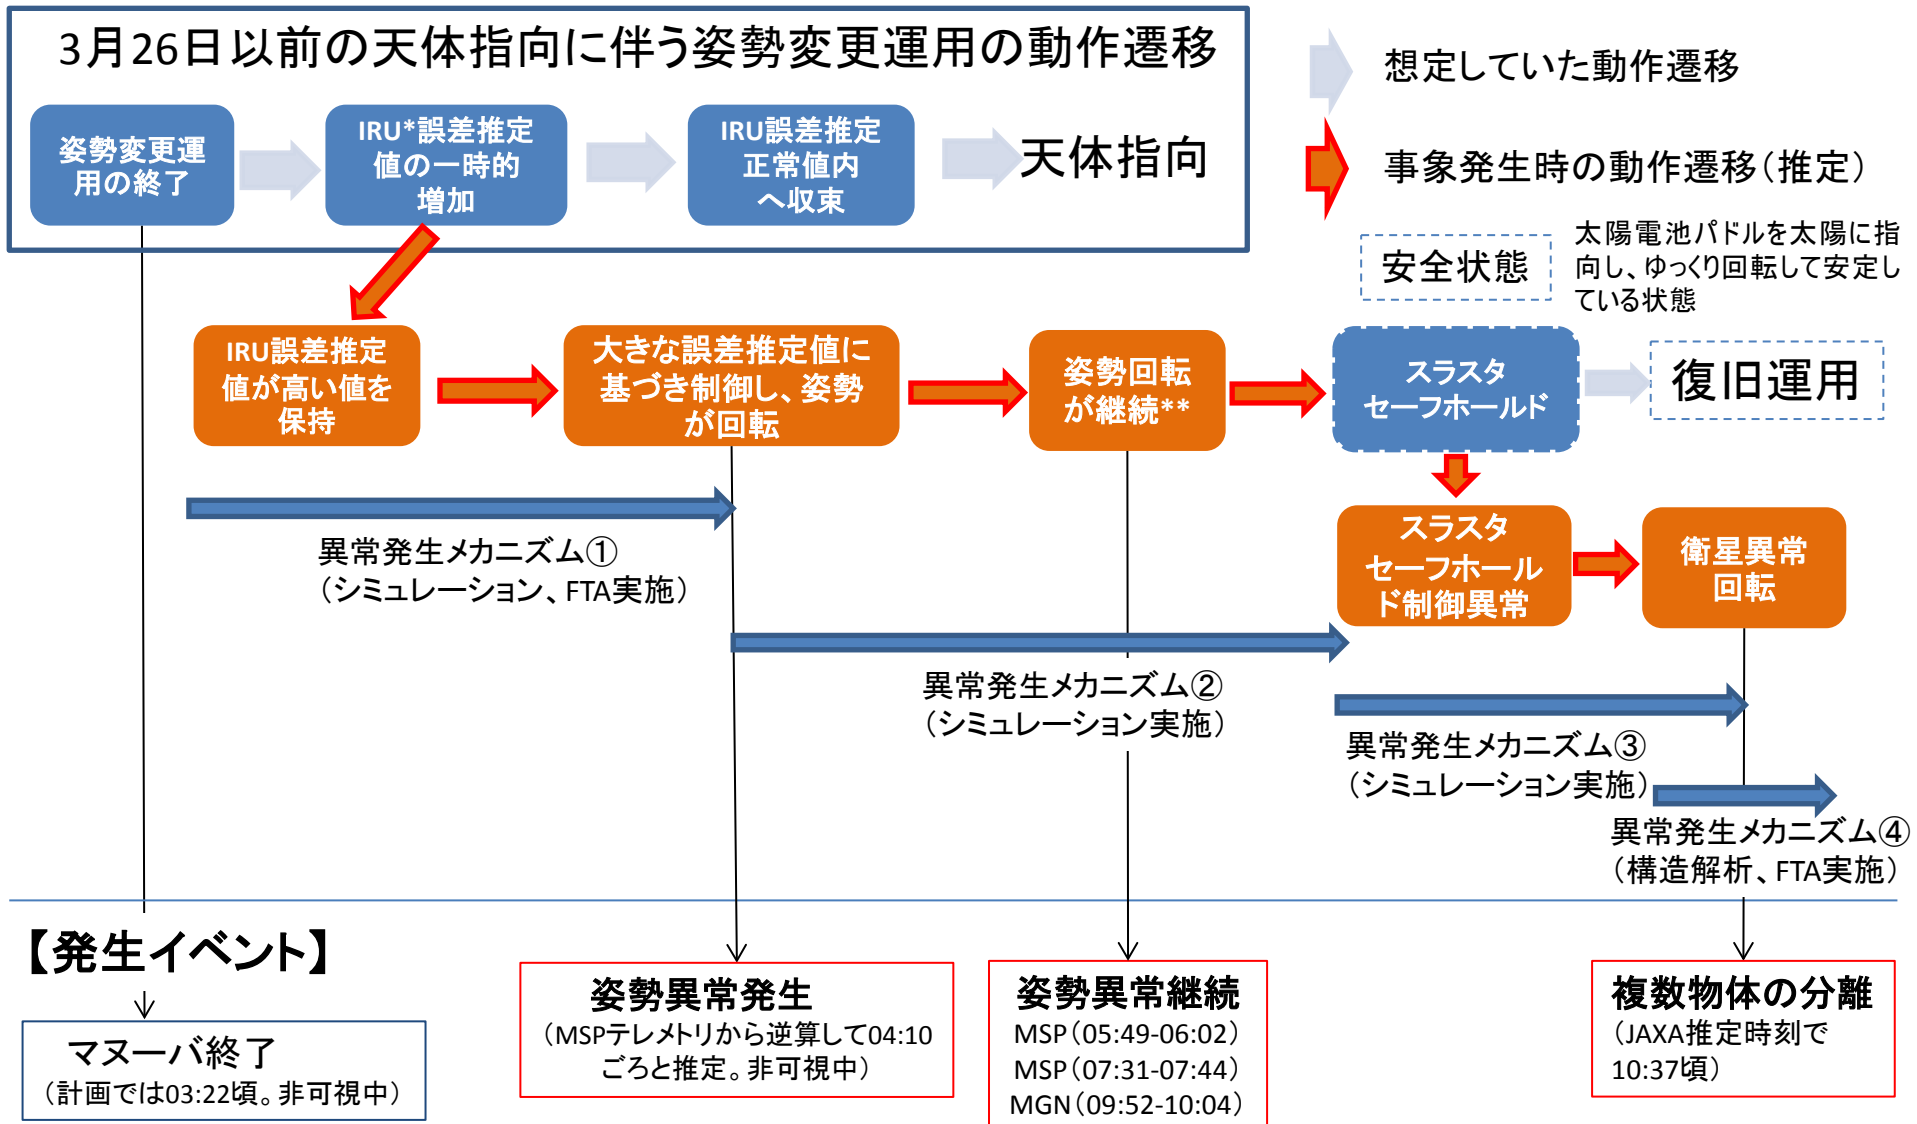 3月26日以前の天体指向に伴う姿勢変更運用の動作遷移
姿勢変更運
用の終了
IRU*誤差推定
値の一時的
増加
IRU誤差推定
正常値内
へ収束
天体指向
想定していた動作遷移
事象発生時の動作遷移（推定）
安全状態
太陽電池パドルを太陽に指
向し、ゆっくり回転して安定し
ている状態
IRU誤差推定
値が高い値を
保持
大きな誤差推定値に
基づき制御し、姿勢
が回転
姿勢回転
が継続**
スラスタ
セーフホールド
復旧運用
スラスタ
セーフホール
ド制御異常
衛星異常
回転
異常発生メカニズム①
（シミュレーション、FTA実施）
異常発生メカニズム②
（シミュレーション実施）
異常発生メカニズム③
（シミュレーション実施）
異常発生メカニズム④
（構造解析、FTA実施）
【発生イベント】
マヌーバ終了
（計画では03:22頃。非可視中）
姿勢異常発生
（MSPテレメトリから逆算して04:10
ごろと推定。非可視中）
姿勢異常継続
MSP（05:49-06:02）
MSP（07:31-07:44）
MGN（09:52-10:04）
複数物体の分離
（JAXA推定時刻で
10:37頃）